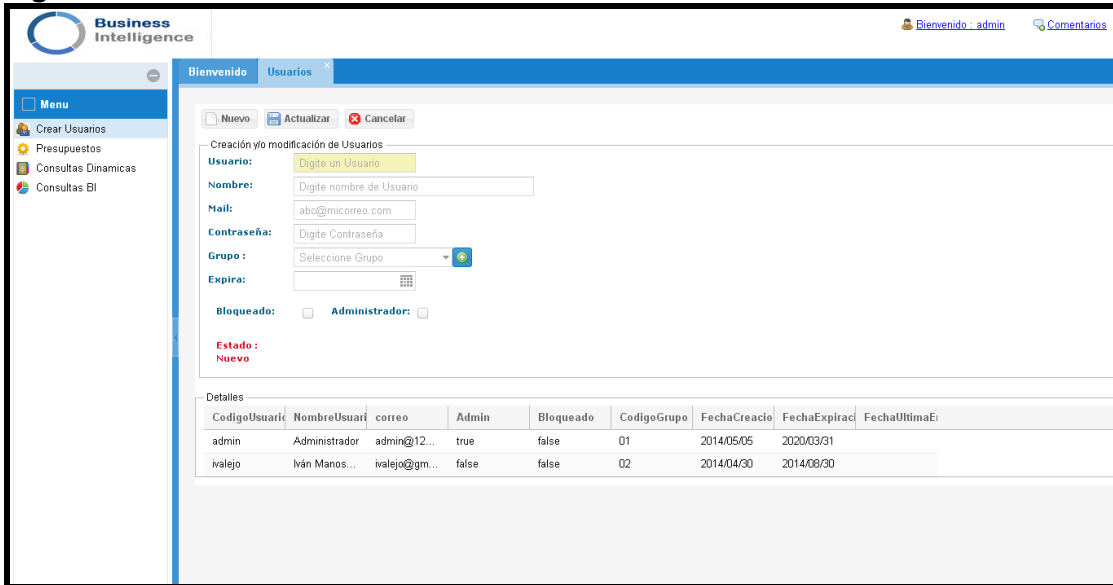 Business
Intelligence
Bienvenido : admin Comentarios
Bienvenido Usuarios
Menu
Crear Usuarios
Presupuestos
Consultas Dinamicas
Consultas BI
Nuevo Actualizar Cancelar
Creación y/o modificación de Usuarios
Usuario: Digite un Usuario
Nombre: Digite nombre de Usuario
Mail: abc@micorreo.com
Contraseña: Digite Contraseña
Grupo : Seleccione Grupo
Expira:
Bloqueado: Administrador:
Estado :
Nuevo
Detalles
CodigoUsuario NombreUsuari correo Admin Bloqueado CodigoGrupo FechaCreacio FechaExpiraci FechaUltimaEn
admin Administrador admin@12... true false 01 2014/05/05 2020/03/31
ivalejo Iván Manos... ivalejo@gm... false false 02 2014/04/30 2014/08/30